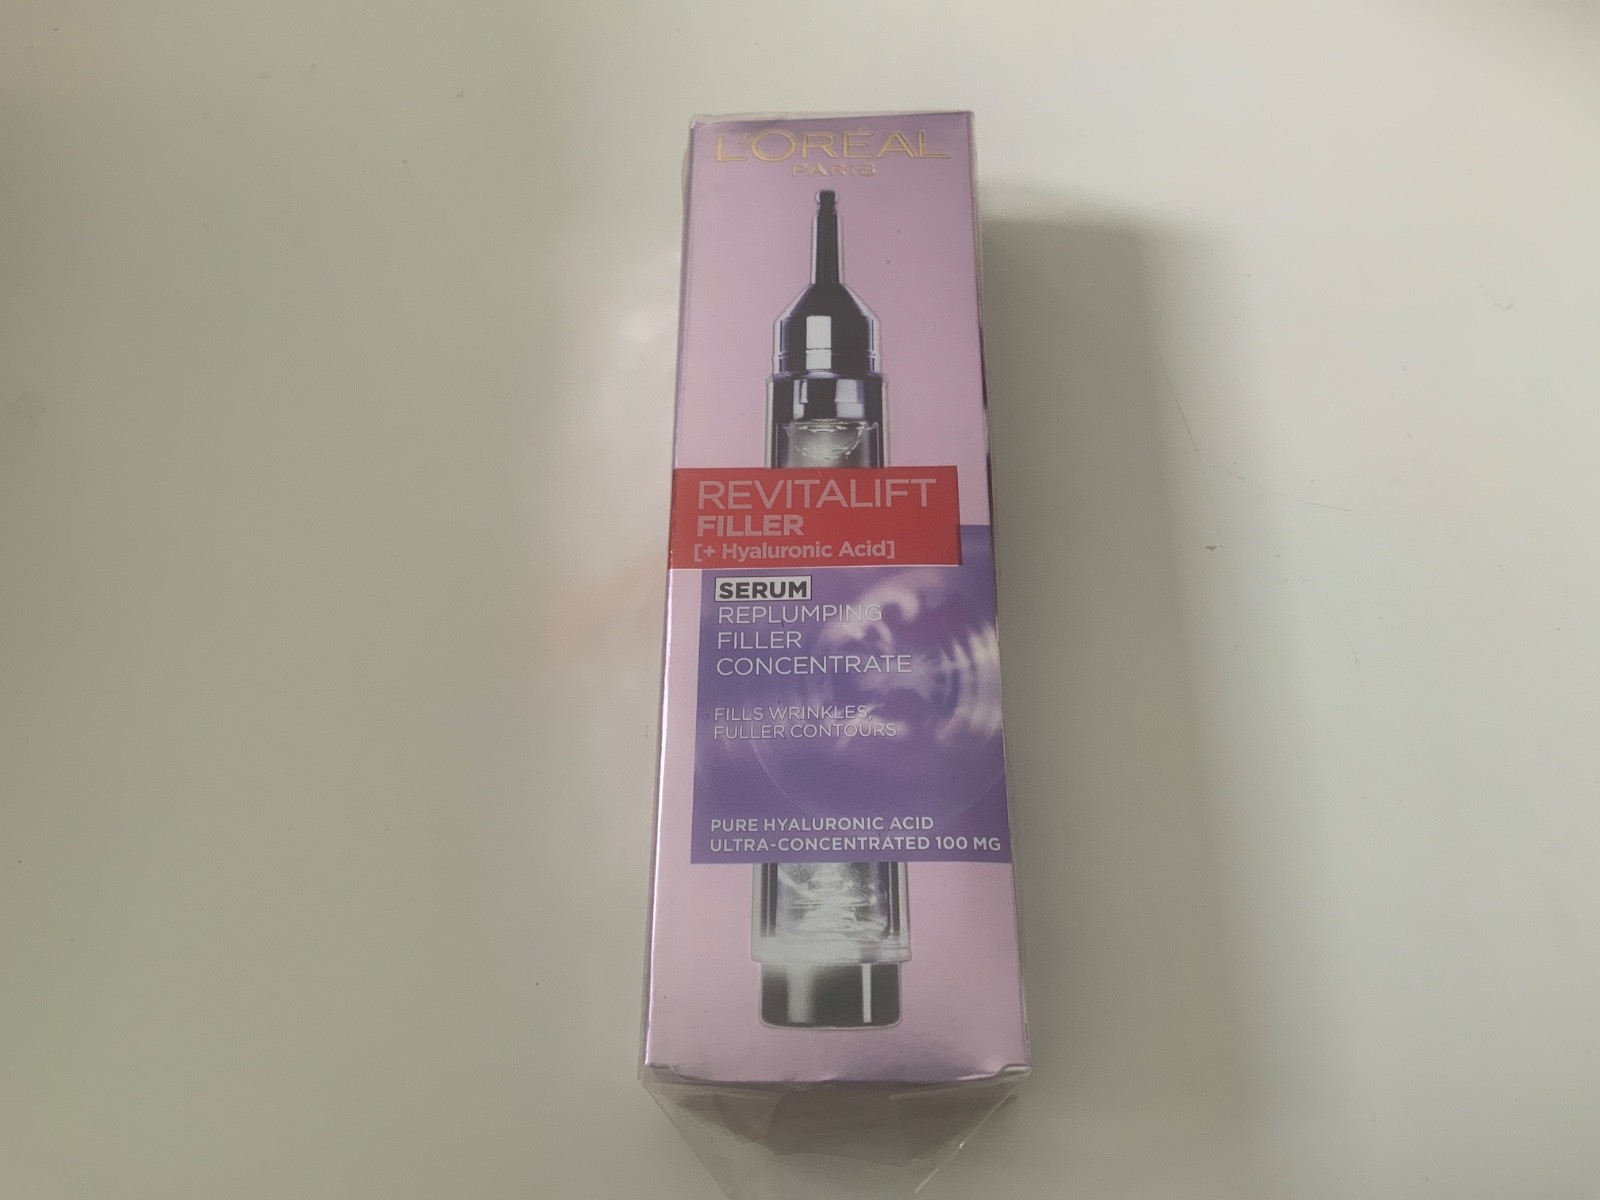 L'ORÉAL
PARIS
REVITALIFT
FILLER
[+ Hyaluronic Acid]
SERUM
REPLUMPING
FILLER
CONCENTRATE
FILLS WRINKLES,
FULLER CONTOURS
PURE HYALURONIC ACID
ULTRA-CONCENTRATED 100 MG